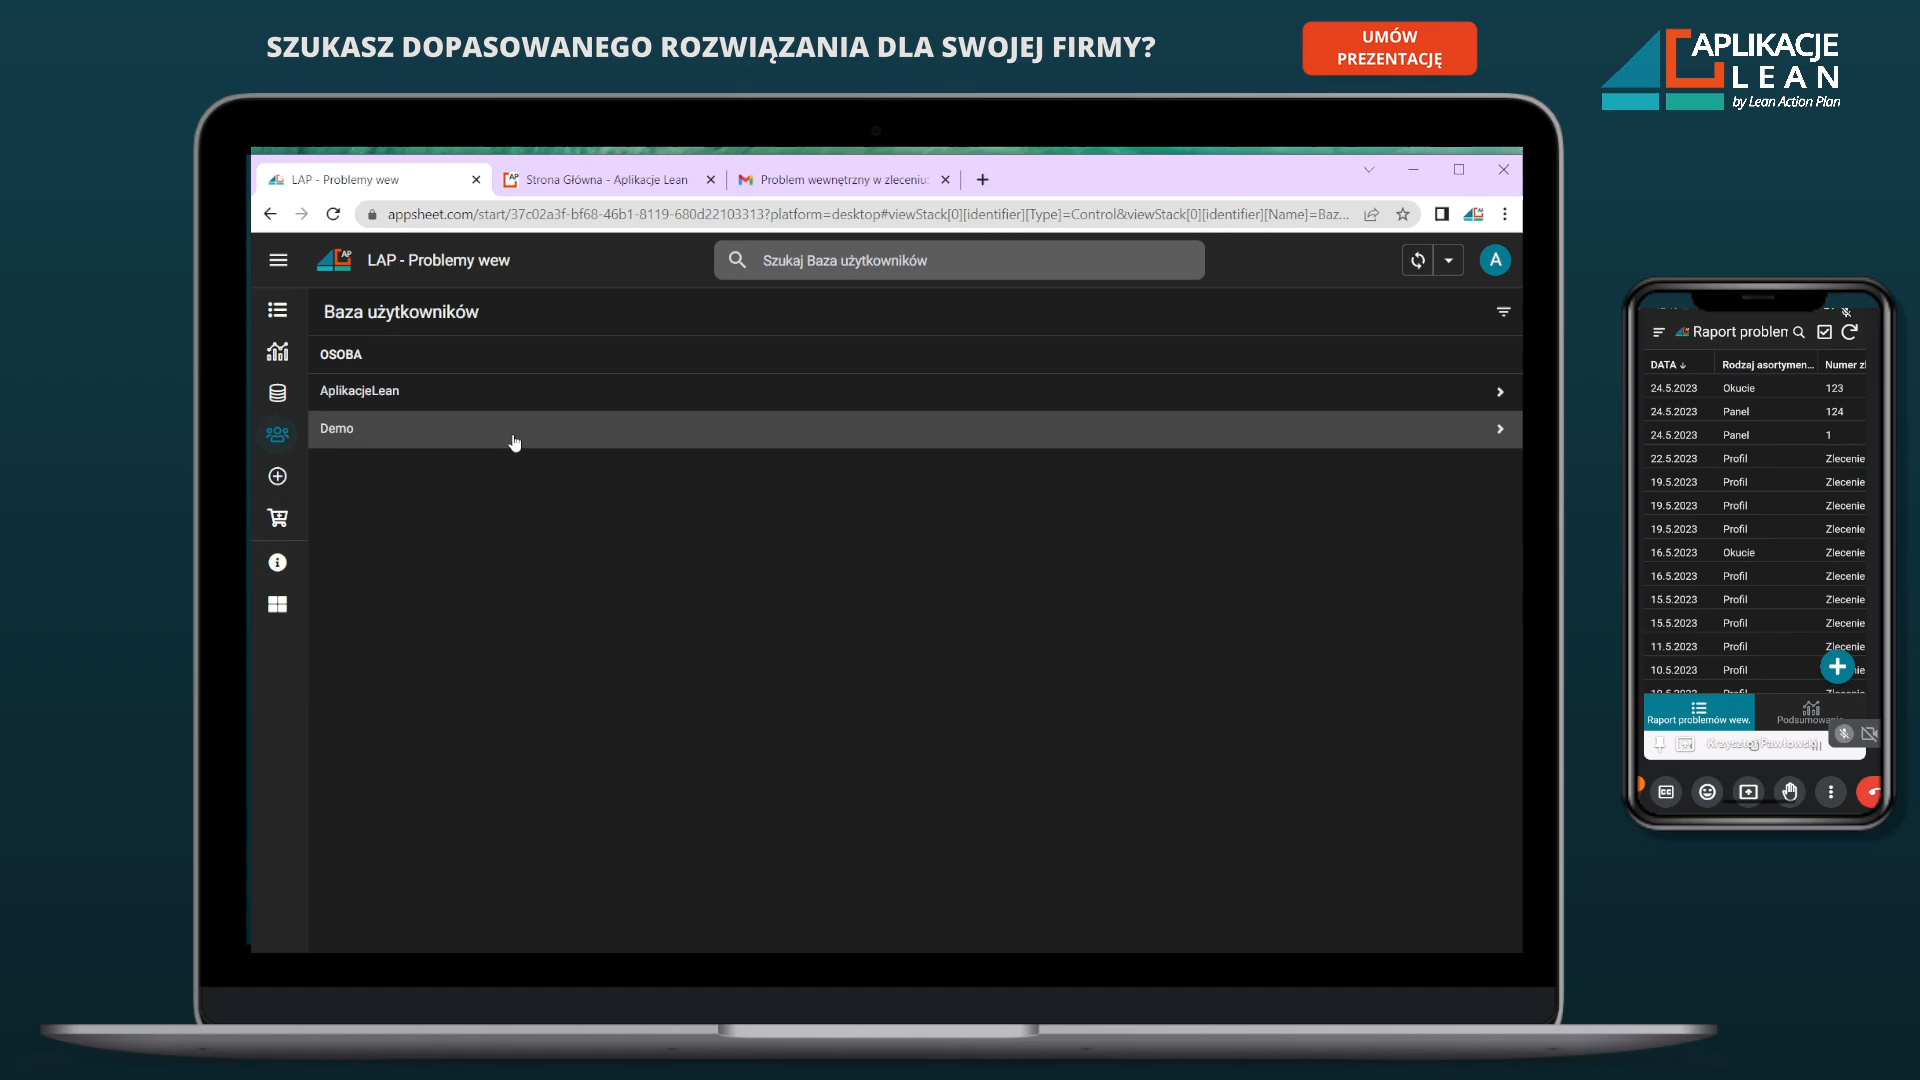 SZUKASZ DOPASOWANEGO ROZWIĄZANIA DLA SWOJEJ FIRMY?
UMÓW
PREZENTACJĘ
APLIKACJE
LEAN
by Lean Action Plan
LAP - Problemy wew
Strona Główna - Aplikacje Lean
Problem wewnętrzny w zleceniu:
appsheet.com/start/37c02a3f-bf68-46b1-8119-680d22103313?platform=desktop#viewStack[0][identifier][Type]=Control&viewStack[0][identifier][Name]=Baz...
AP
LAP - Problemy wew
Szukaj Baza użytkowników
A
Baza użytkowników
OSOBA
AplikacjeLean
Demo
Raport problem
DATA ↓ Rodzaj asortymen... Numer zl
24.5.2023 Okucie 123
24.5.2023 Panel 124
24.5.2023 Panel 1
22.5.2023 Profil Zlecenie
19.5.2023 Profil Zlecenie
19.5.2023 Profil Zlecenie
19.5.2023 Profil Zlecenie
16.5.2023 Okucie Zlecenie
16.5.2023 Profil Zlecenie
15.5.2023 Profil Zlecenie
15.5.2023 Profil Zlecenie
11.5.2023 Profil Zlecenie
10.5.2023 Profil
Raport problemów wew.
Krzysztof Pawłowski